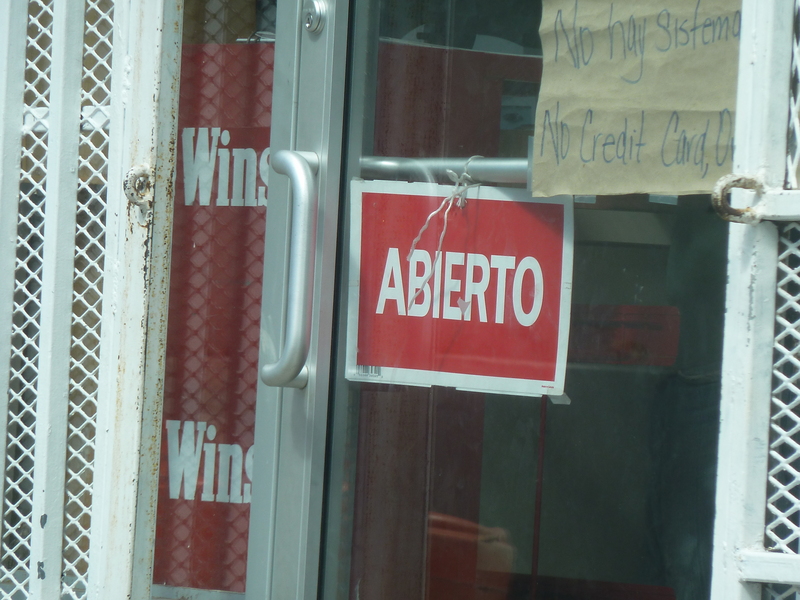 No hay Sistema
No Credit Card,
Wins
ABIERTO
Wins